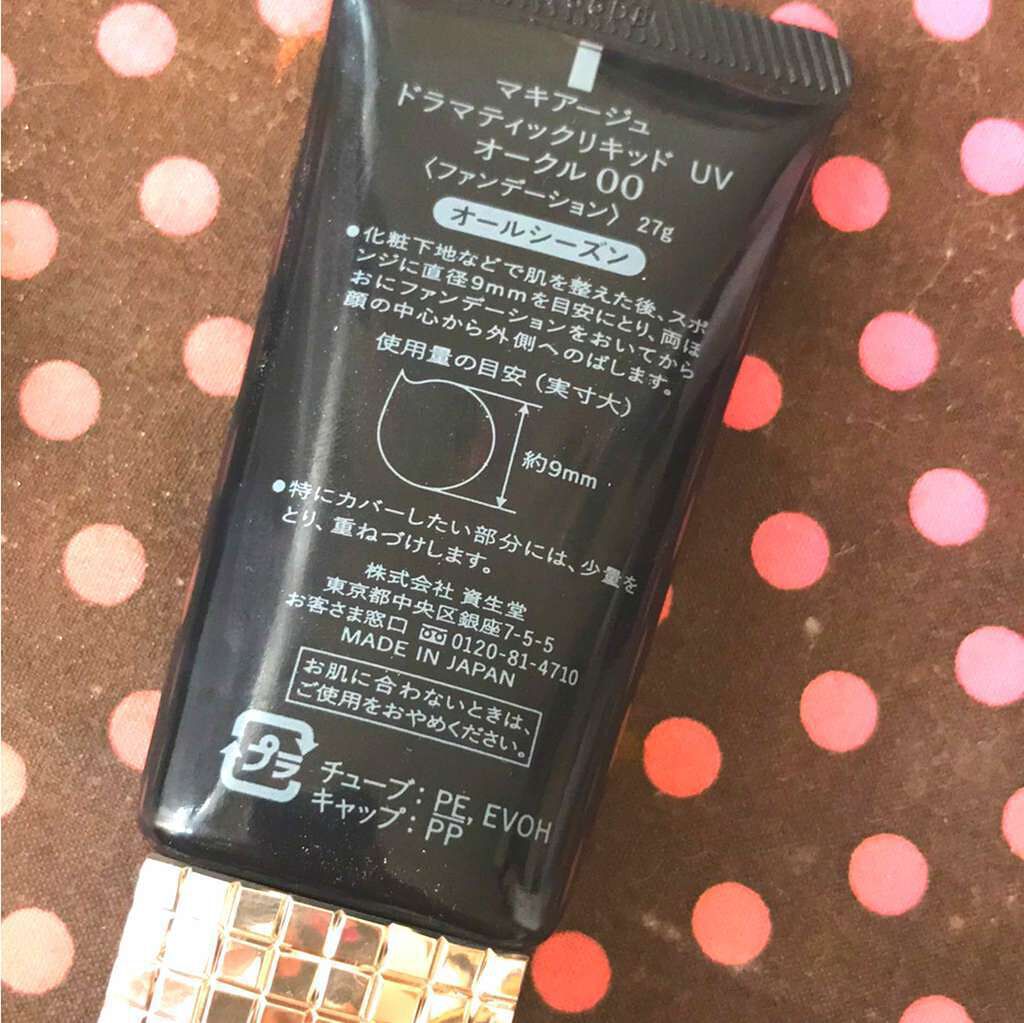 マキアージュ
ドラマティックリキッド UV
オークル 00
〈ファンデーション〉 27g
オールシーズン
●化粧下地などで肌を整えた後、スポ
ンジに直径9mmを目安にとり、両ほ
おにファンデーションをおいてから
顔の中心から外側へのばします。
使用量の目安(実寸大)
約9mm
●特にカバーしたい部分には、少量を
とり、重ねづけします。
株式会社 資生堂
東京都中央区銀座7-5-5
お客さま窓口 0120-81-4710
MADE IN JAPAN
お肌に合わないときは、
ご使用をおやめください。
プラ
チューブ:PE, EVOH
キャップ:PP